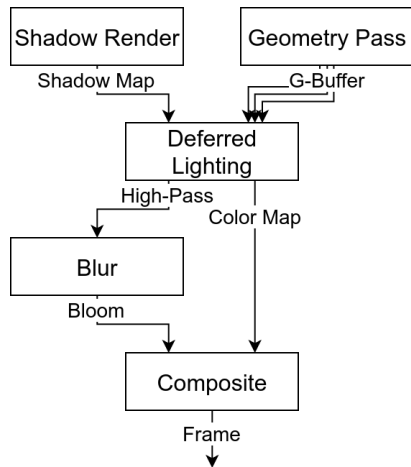 Shadow Render
Geometry Pass
Shadow Map
G-Buffer
Deferred
Lighting
High-Pass
Color Map
Blur
Bloom
Composite
Frame